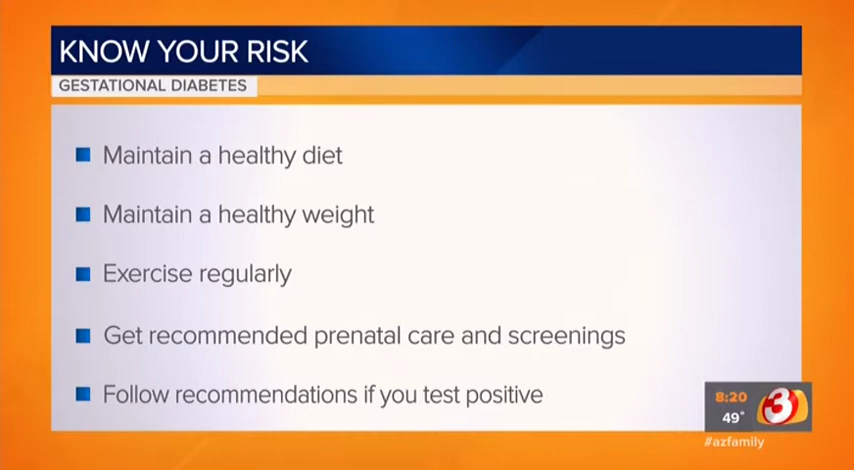 KNOW YOUR RISK
GESTATIONAL DIABETES
Maintain a healthy diet
Maintain a healthy weight
Exercise regularly
Get recommended prenatal care and screenings
Follow recommendations if you test positive
8:20
49°
3
#azfamily